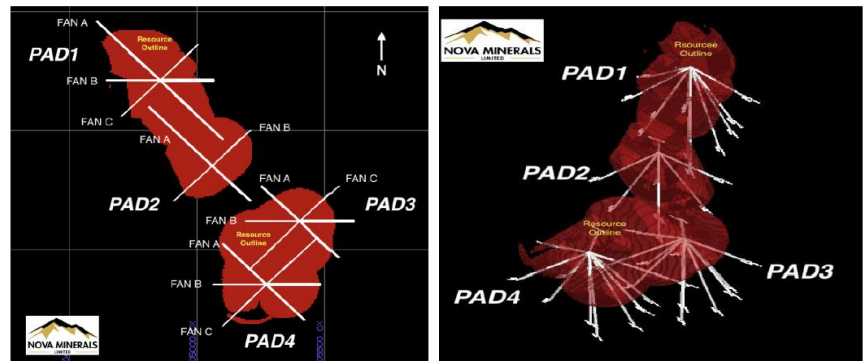 FAN A
Resource
Outline
PAD1
N
FAN B
FAN C
FAN A
FAN B
PAD2
FAN A
FAN C
FAN B
PAD3
Resource
Outline
FAN A
FAN B
FAN C
PAD4
NOVA MINERALS
LIMITED
NOVA MINERALS
LIMITED
Rsourcee
Outline
PAD1
PAD2
Resource
Outline
PAD3
PAD4